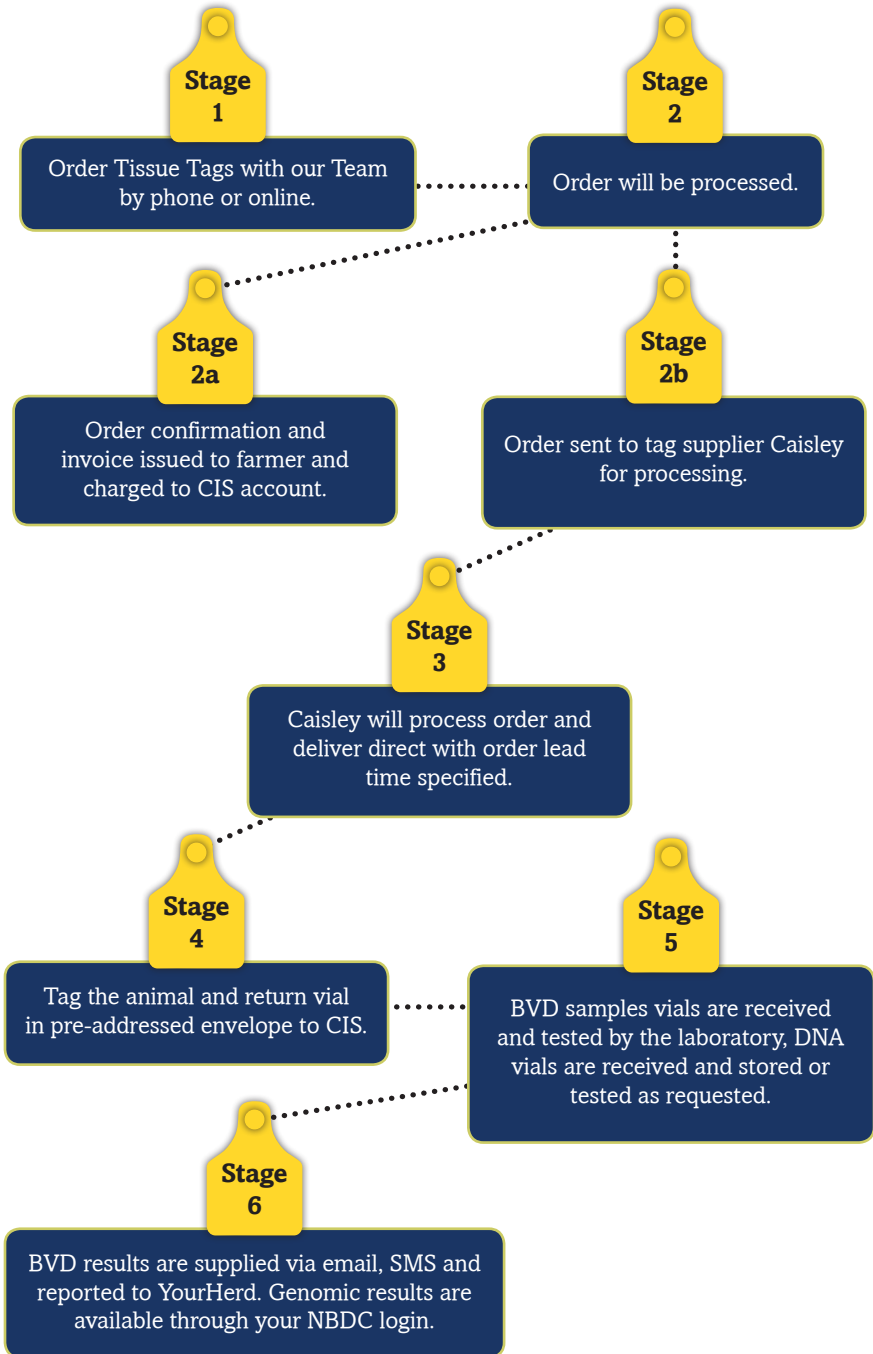 Stage
1
Order Tissue Tags with our Team
by phone or online.
Stage
2
Order will be processed.
Stage
2a
Order confirmation and
invoice issued to farmer and
charged to CIS account.
Stage
2b
Order sent to tag supplier Caisley
for processing.
Stage
3
Caisley will process order and
deliver direct with order lead
time specified.
Stage
4
Tag the animal and return vial
in pre-addressed envelope to CIS.
Stage
5
BVD samples vials are received
and tested by the laboratory, DNA
vials are received and stored or
tested as requested.
Stage
6
BVD results are supplied via email, SMS and
reported to YourHerd. Genomic results are
available through your NBDC login.